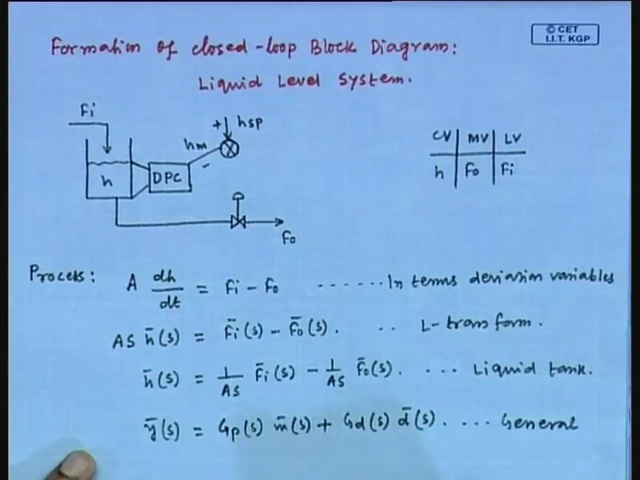 © CET
I.I.T. KGP
Formation of closed-loop Block Diagram:
Liquid Level System.
Fi
+ hsp
hm
-
h
DPC
Fo
CV MV LV
h Fo Fi
Process: A dh/dt = Fi - Fo ...... In terms deviation variables
AS h̄(s) = F̄i(s) - F̄o(s). .. L-transform.
h̄(s) = 1/AS F̄i(s) - 1/AS F̄o(s). ... Liquid tank.
ȳ(s) = Gp(s) m̄(s) + Gd(s) d̄(s). ... General